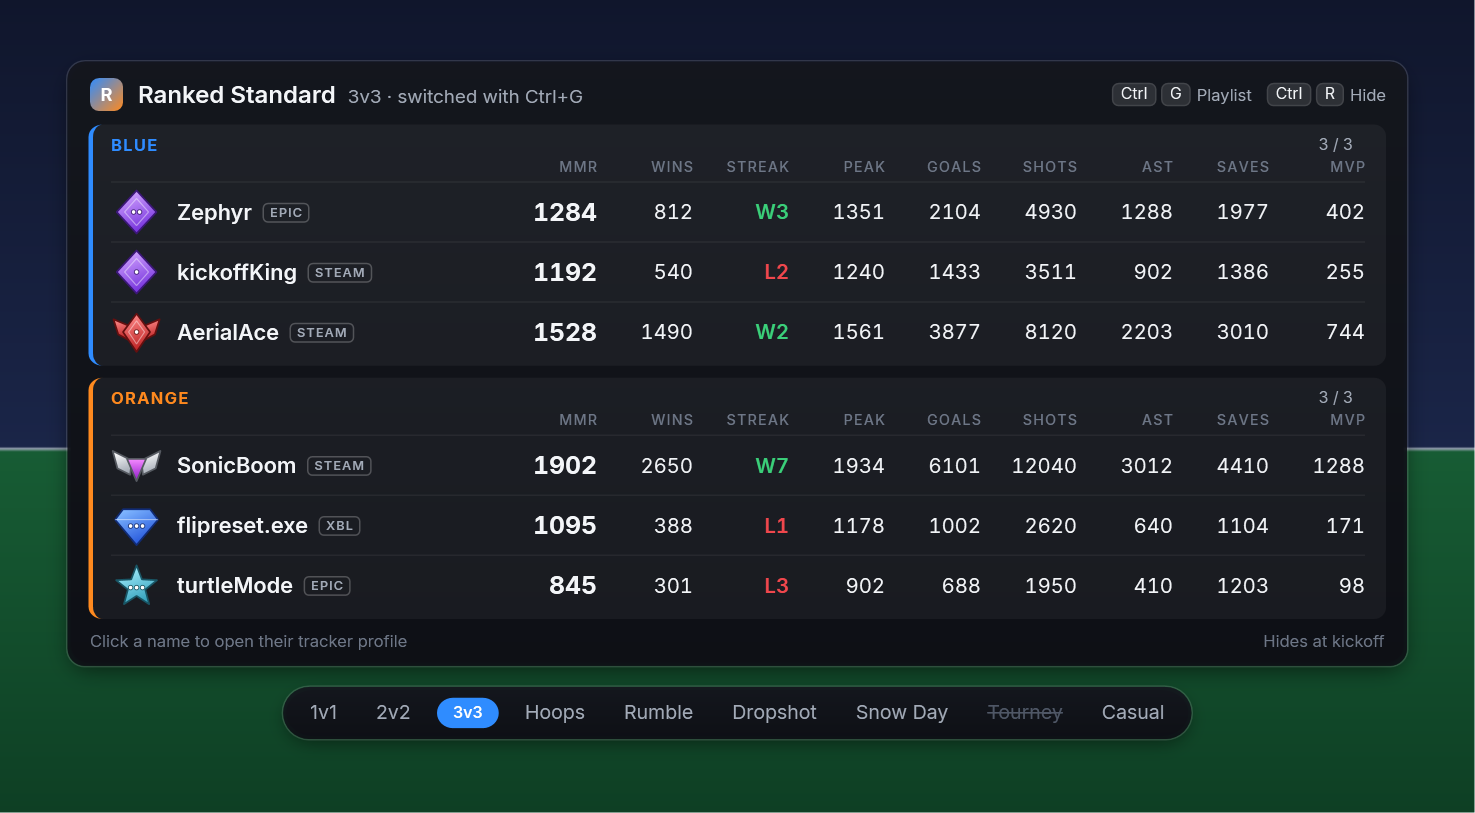 R Ranked Standard 3v3 · switched with Ctrl+G Ctrl G Playlist Ctrl R Hide
BLUE 3 / 3
MMR WINS STREAK PEAK GOALS SHOTS AST SAVES MVP
Zephyr EPIC 1284 812 W3 1351 2104 4930 1288 1977 402
kickoffKing STEAM 1192 540 L2 1240 1433 3511 902 1386 255
AerialAce STEAM 1528 1490 W2 1561 3877 8120 2203 3010 744
ORANGE 3 / 3
MMR WINS STREAK PEAK GOALS SHOTS AST SAVES MVP
SonicBoom STEAM 1902 2650 W7 1934 6101 12040 3012 4410 1288
flipreset.exe XBL 1095 388 L1 1178 1002 2620 640 1104 171
turtleMode EPIC 845 301 L3 902 688 1950 410 1203 98
Click a name to open their tracker profile Hides at kickoff
1v1 2v2 3v3 Hoops Rumble Dropshot Snow Day Tourney Casual